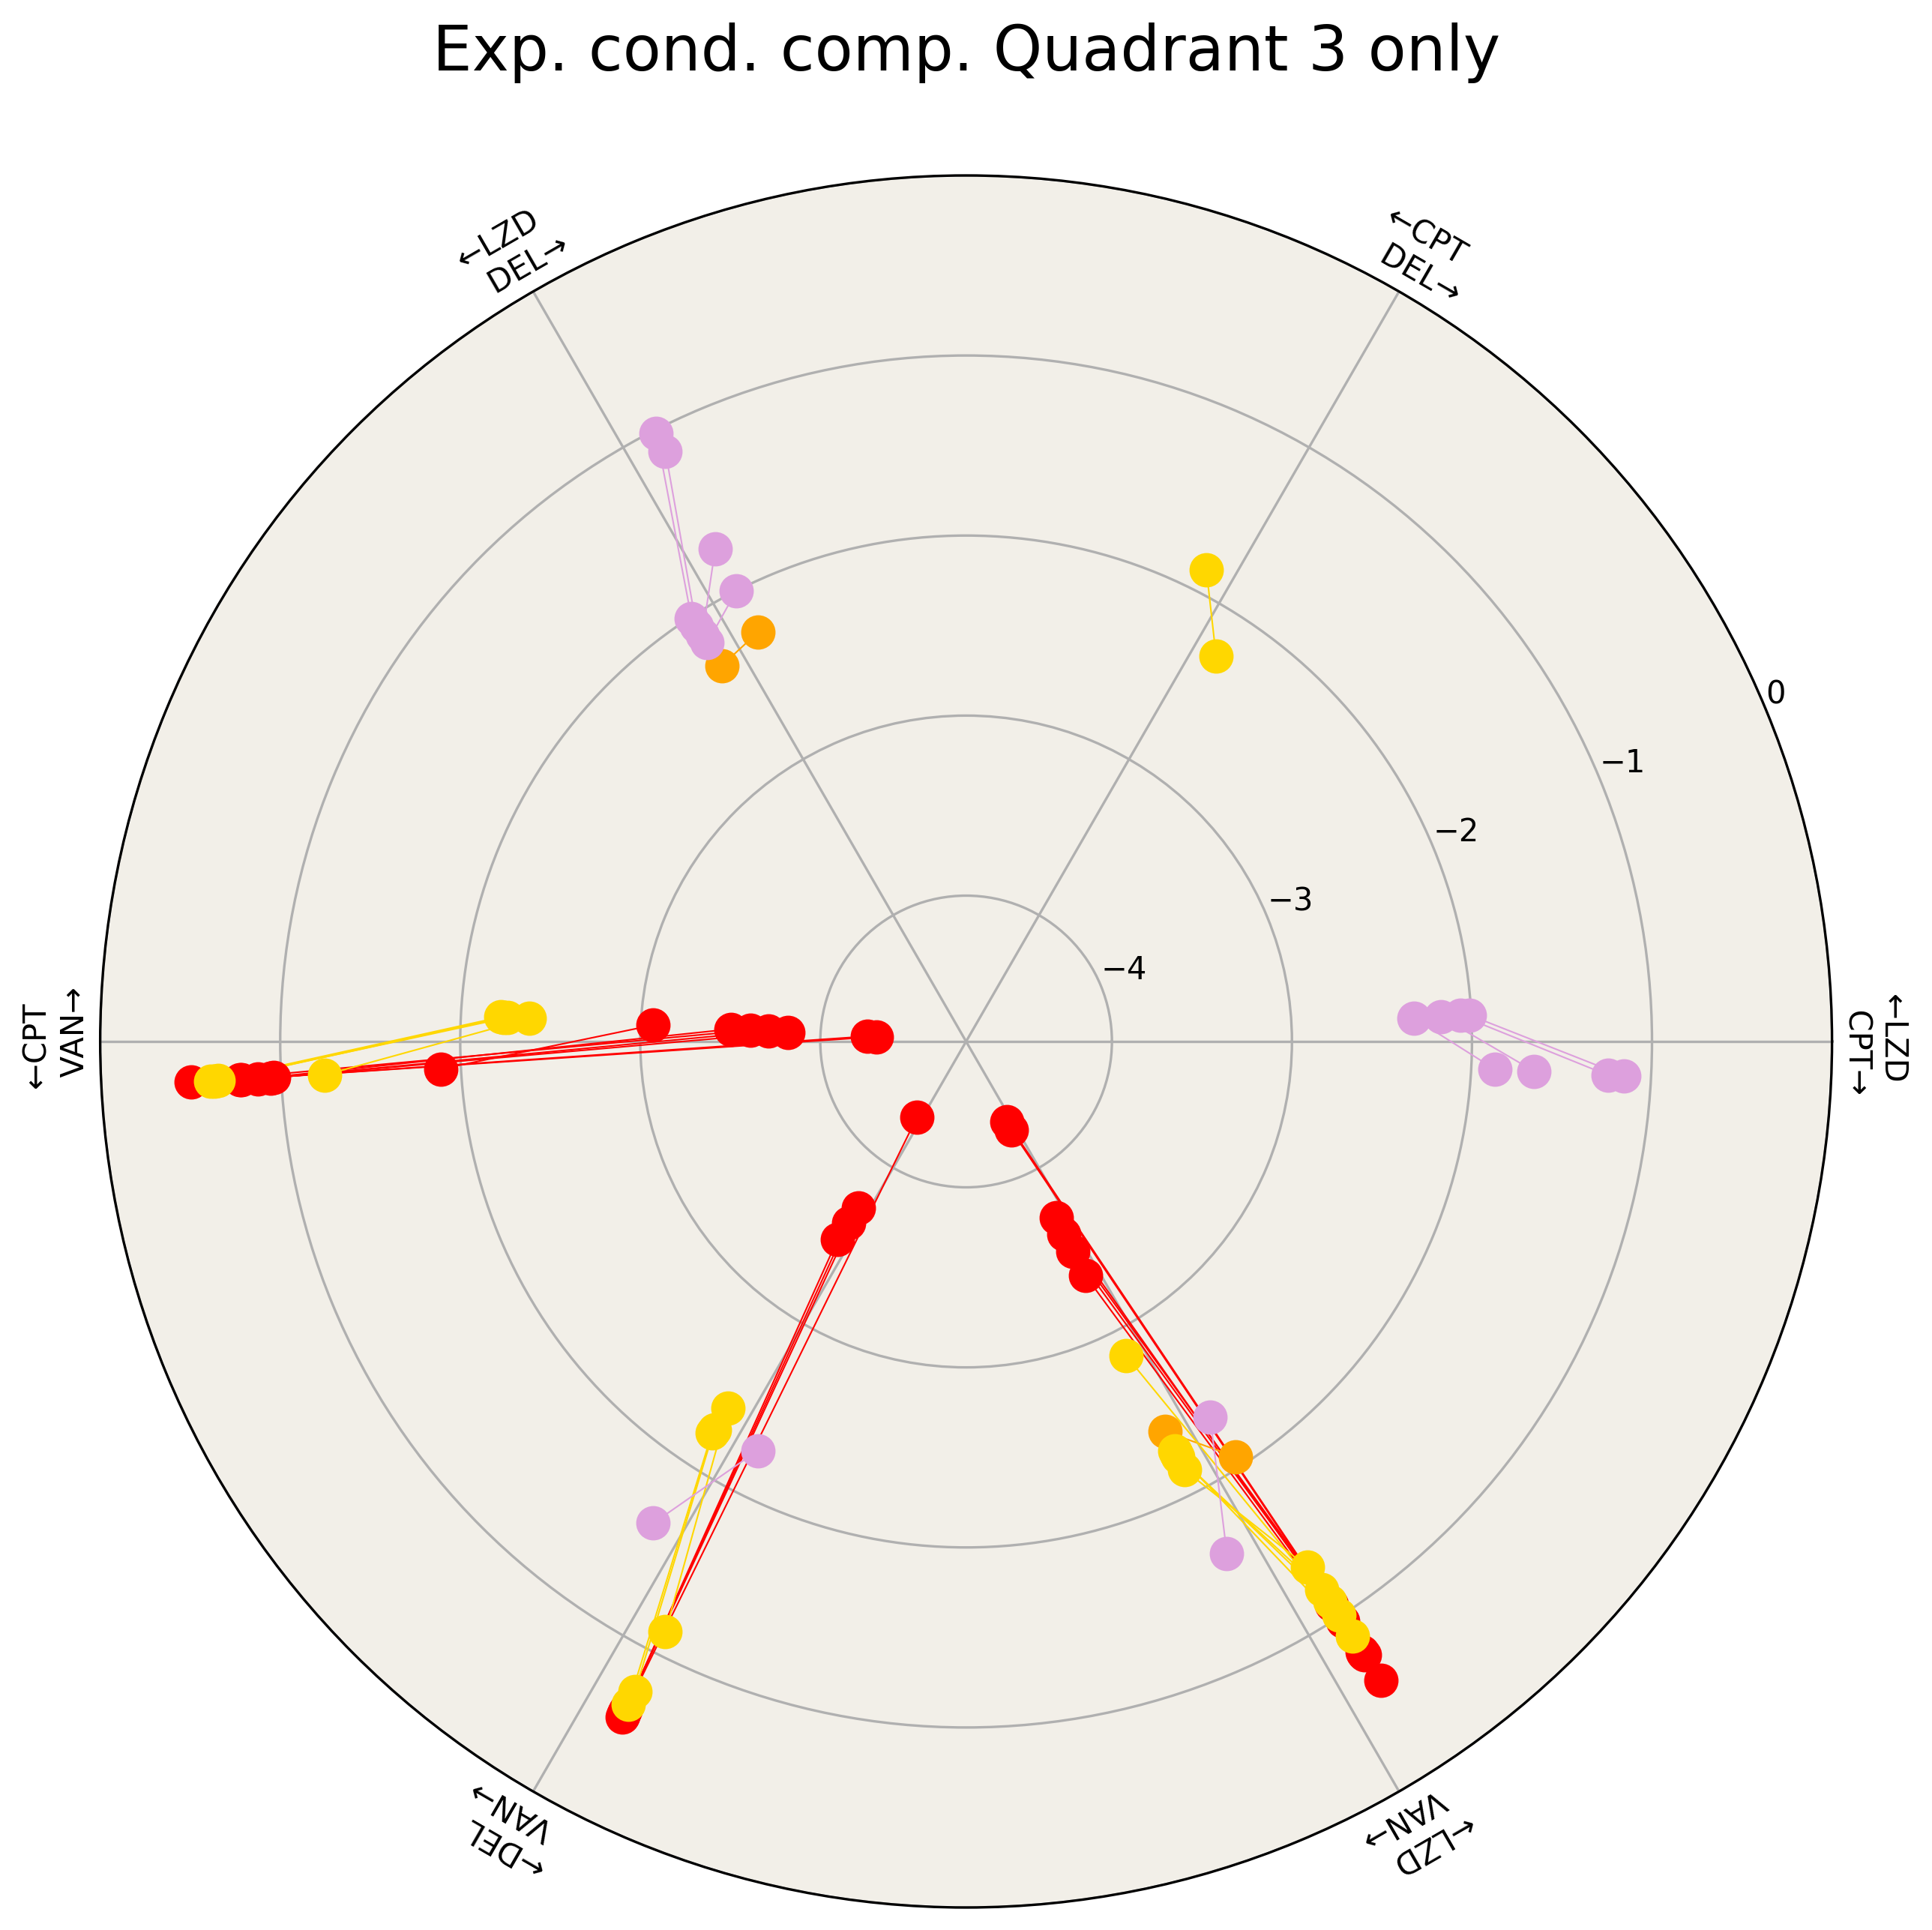 Exp. cond. comp. Quadrant 3 only
←LZD
DEL→
←CPT
DEL→
0
−1
−2
−3
−4
←CPT
VAN→
←LZD
CPT→
←DEL
VAN→
←LZD
VAN→